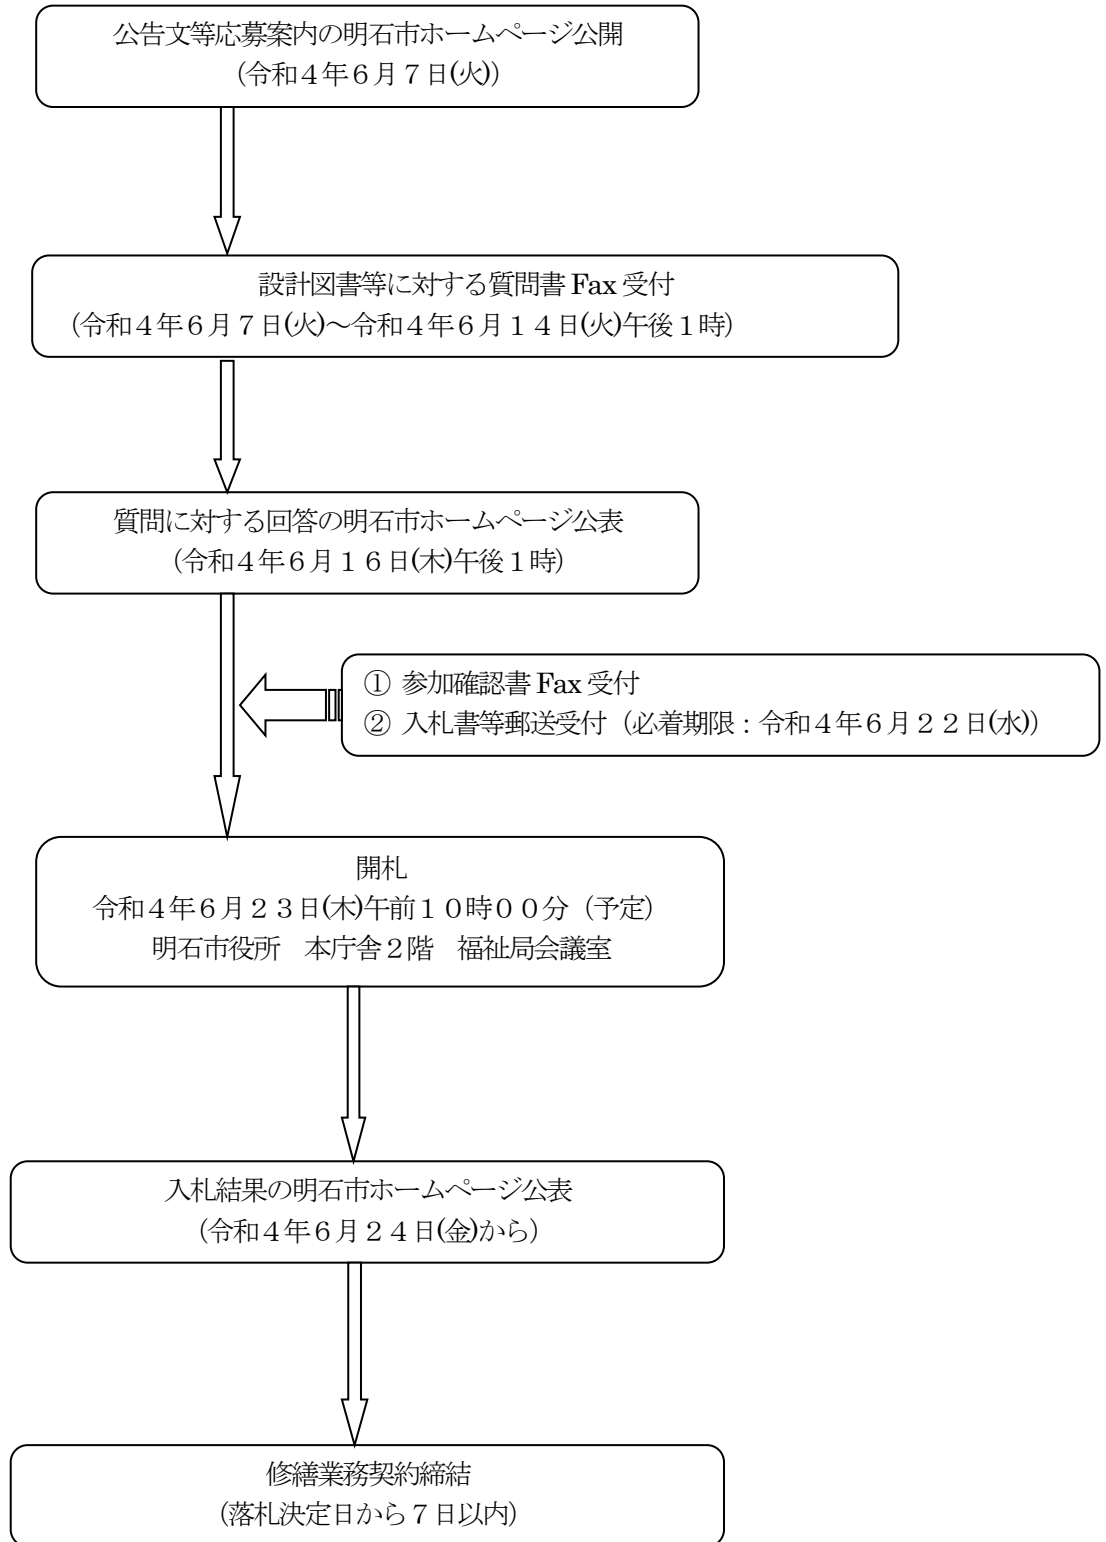 公告文等応募案内の明石市ホームページ公開
（令和４年６月７日(火)）
設計図書等に対する質問書 Fax 受付
（令和４年６月７日(火)～令和４年６月１４日(火)午後１時）
質問に対する回答の明石市ホームページ公表
（令和４年６月１６日(木)午後１時）
① 参加確認書 Fax 受付
② 入札書等郵送受付（必着期限：令和４年６月２２日(水)）
開札
令和４年６月２３日(木)午前１０時００分（予定）
明石市役所　本庁舎２階　福祉局会議室
入札結果の明石市ホームページ公表
（令和４年６月２４日(金)から）
修繕業務契約締結
（落札決定日から７日以内）